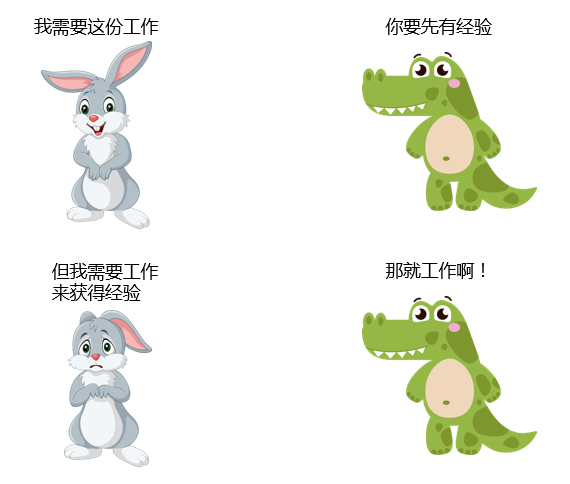 我需要这份工作
你要先有经验
但我需要工作
来获得经验
那就工作啊！